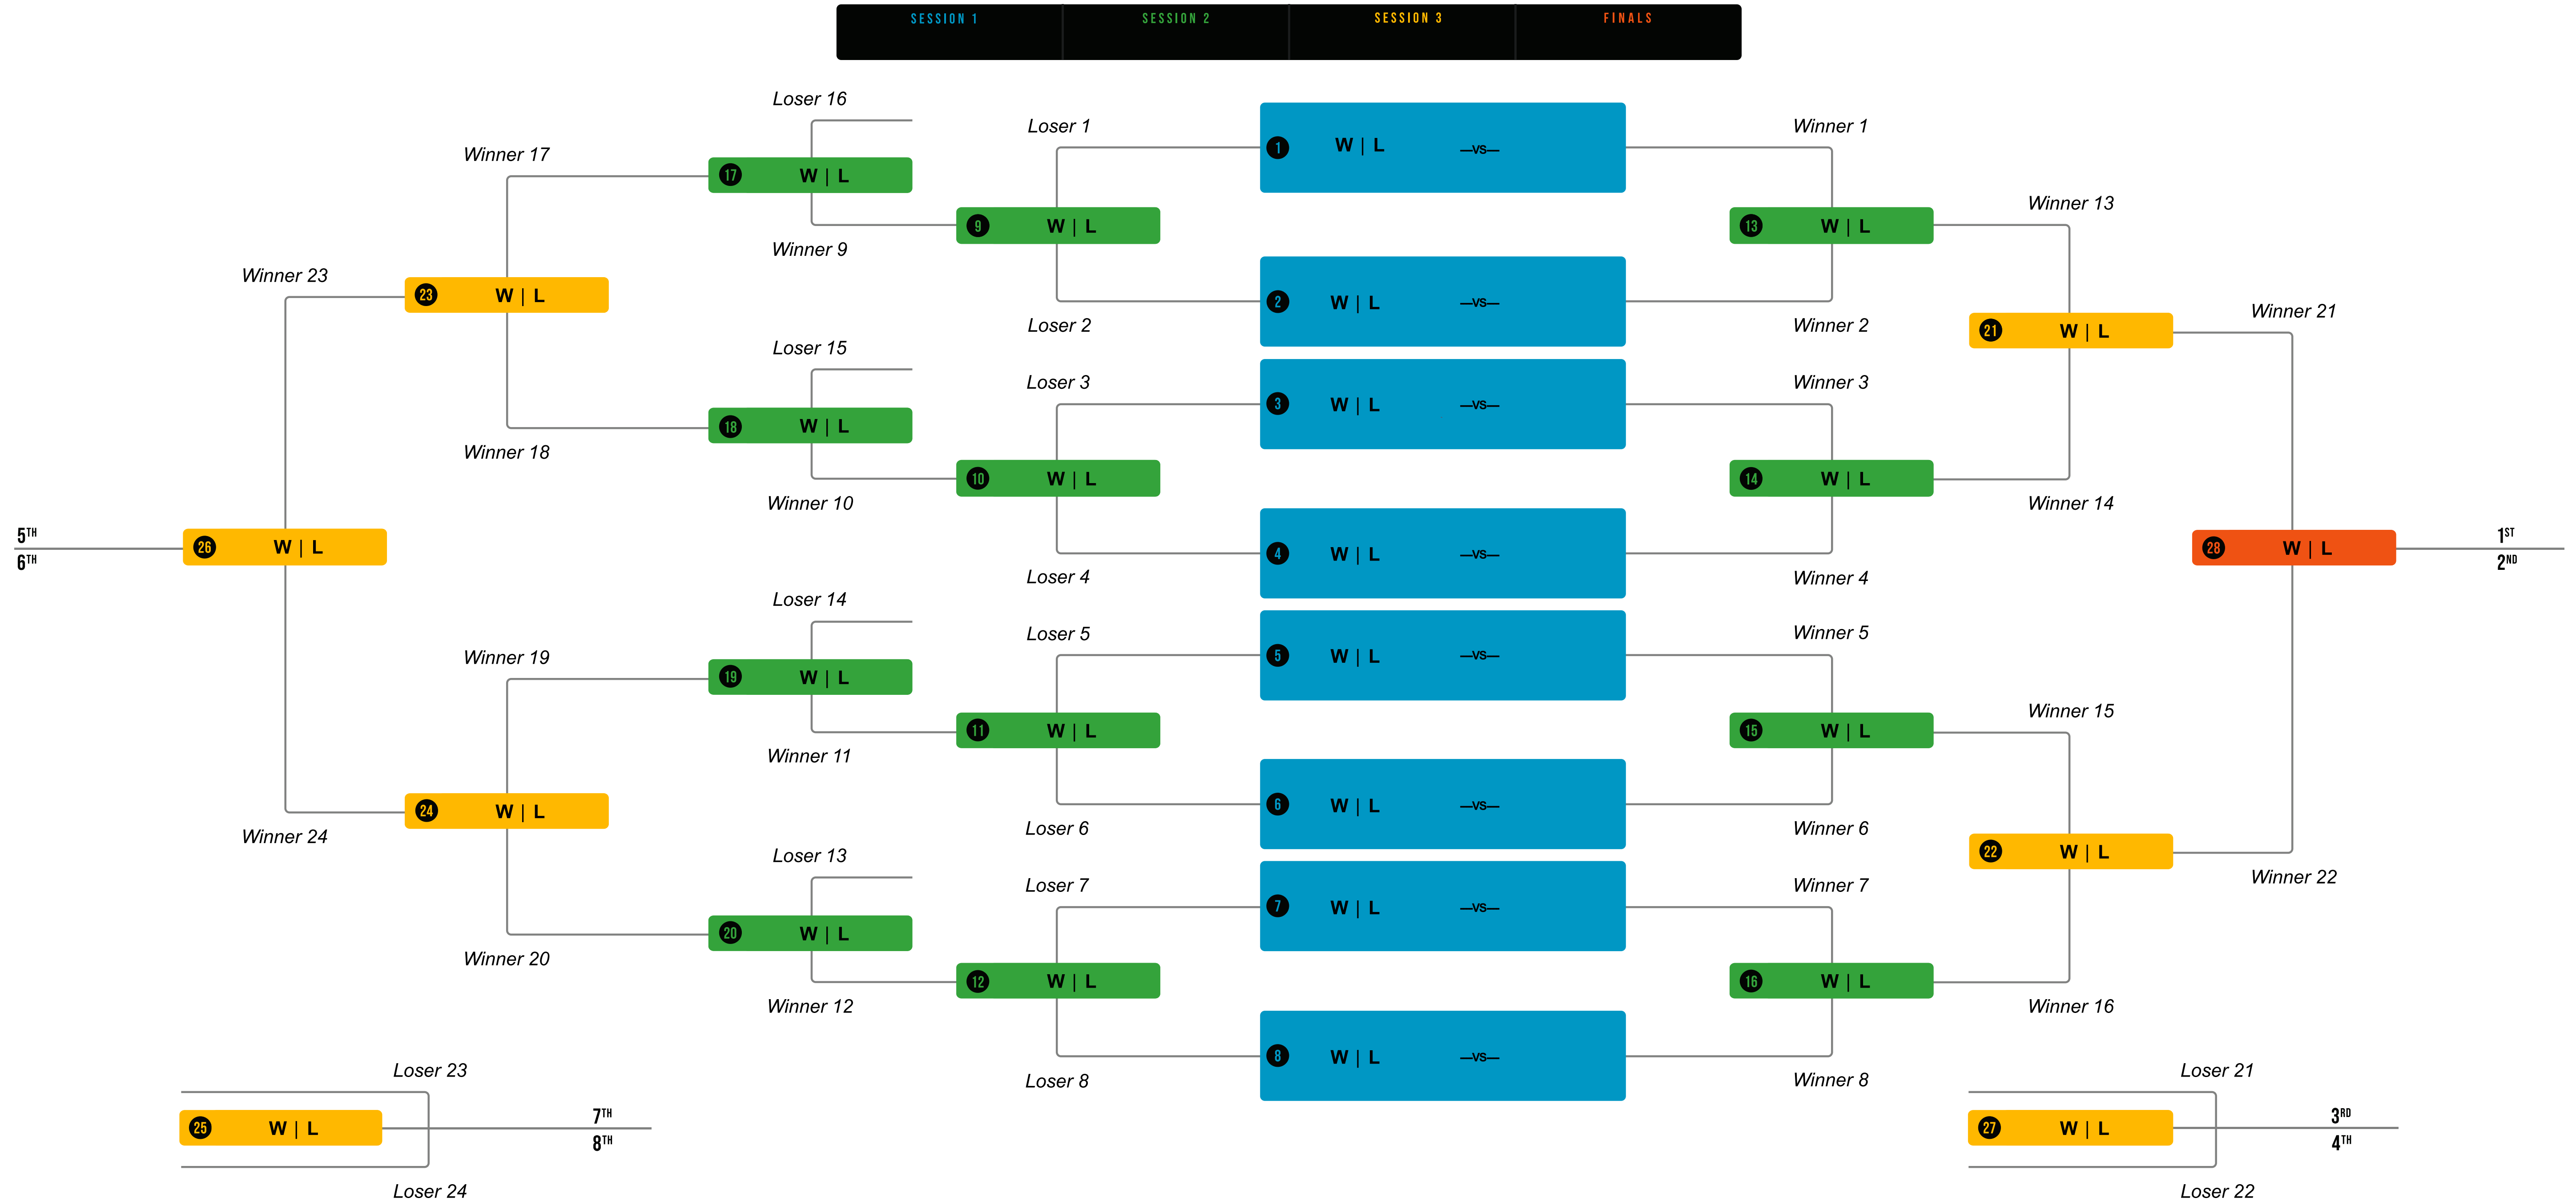 SESSION 1
SESSION 2
SESSION 3
FINALS
Loser 16
Loser 1
1 W | L —VS—
Winner 1
Winner 17
17 W | L
Winner 13
9 W | L
13 W | L
Winner 9
Winner 23
23 W | L
2 W | L —VS—
Loser 2
Winner 2
Winner 21
21 W | L
Loser 15
Loser 3
3 W | L —VS—
Winner 3
18 W | L
Winner 18
10 W | L
14 W | L
Winner 10
Winner 14
5TH
6TH
26 W | L
4 W | L —VS—
28 W | L
1ST
2ND
Loser 4
Winner 4
Loser 14
Loser 5
5 W | L —VS—
Winner 5
Winner 19
19 W | L
Winner 15
11 W | L
15 W | L
Winner 11
24 W | L
6 W | L —VS—
Winner 24
Loser 6
Winner 6
22 W | L
Loser 13
Winner 22
Loser 7
7 W | L —VS—
Winner 7
20 W | L
Winner 20
12 W | L
16 W | L
Winner 12
Winner 16
8 W | L —VS—
Loser 8
Winner 8
Loser 23
25 W | L
7TH
8TH
Loser 24
Loser 21
27 W | L
3RD
4TH
Loser 22